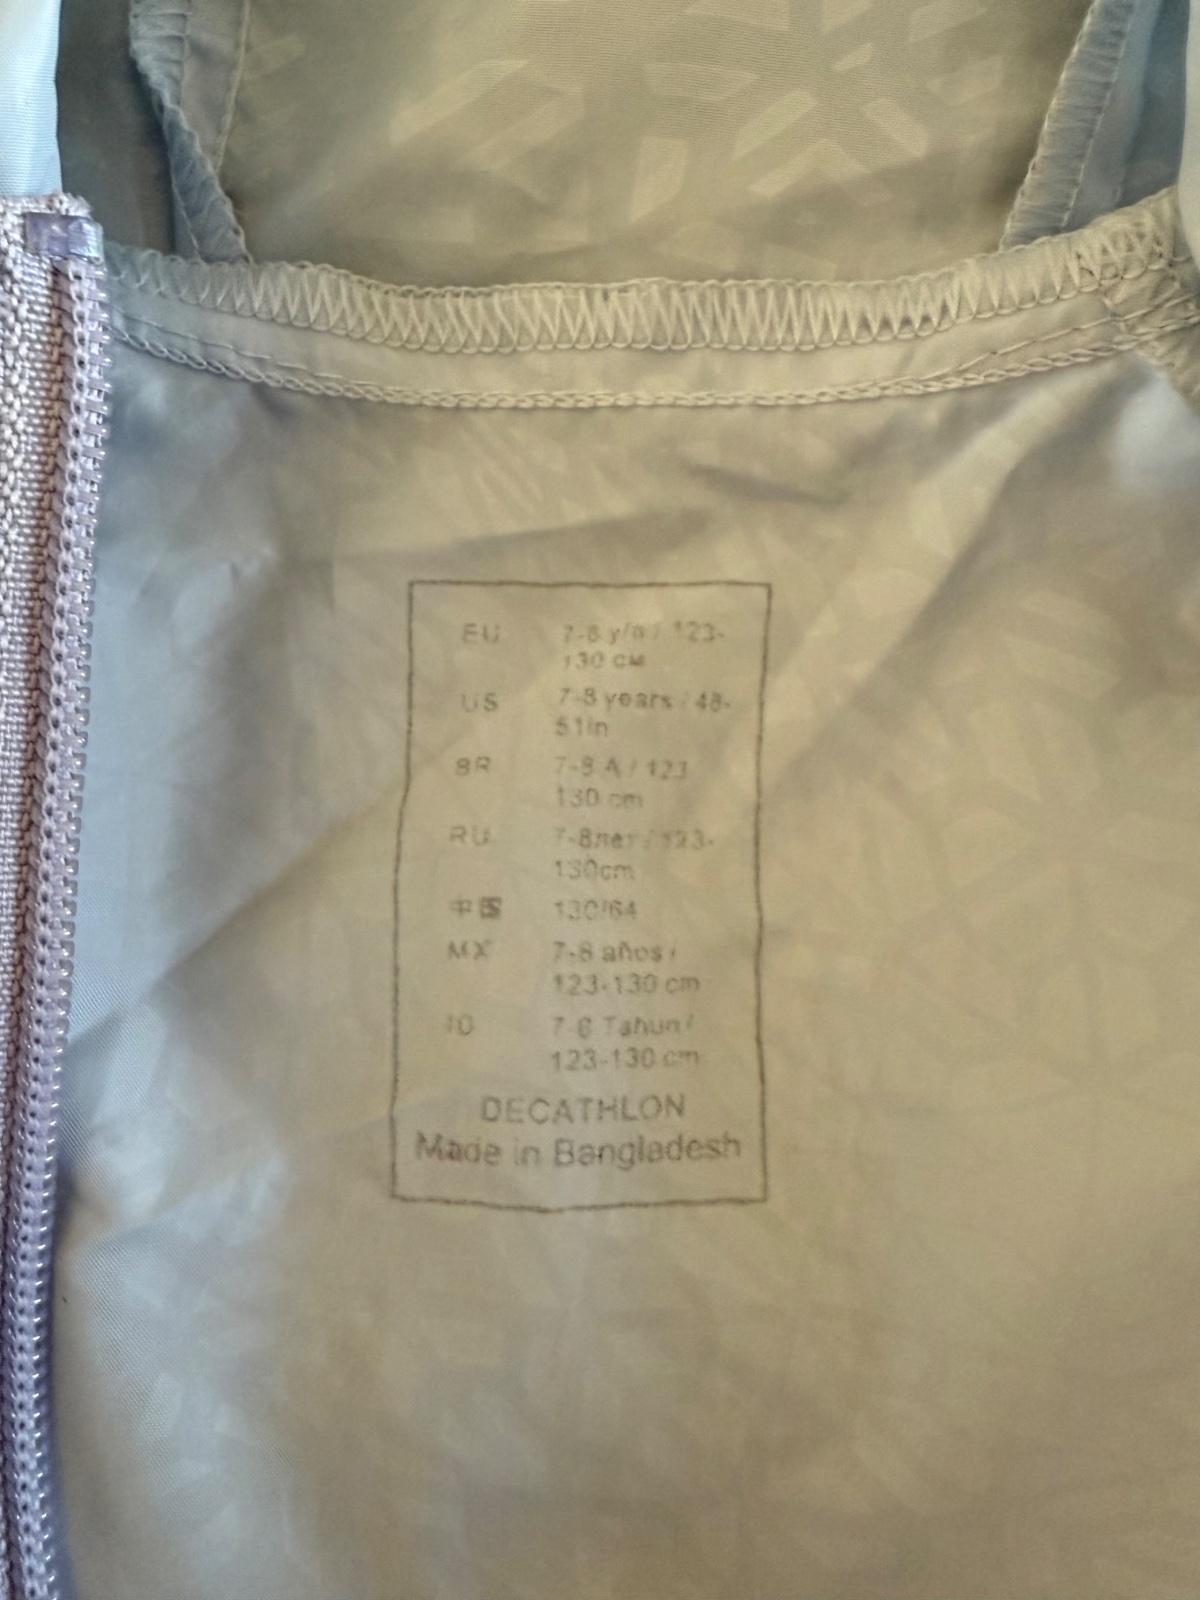 EU 7-8 y/o / 123-
130 см
US 7-8 years / 48-
51in
BR 7-8 A / 123
130 cm
RU 7-8лет / 123-
130cm
中国 130/64
MX 7-8 años /
123-130 cm
ID 7-8 Tahun /
123-130 cm
DECATHLON
Made in Bangladesh